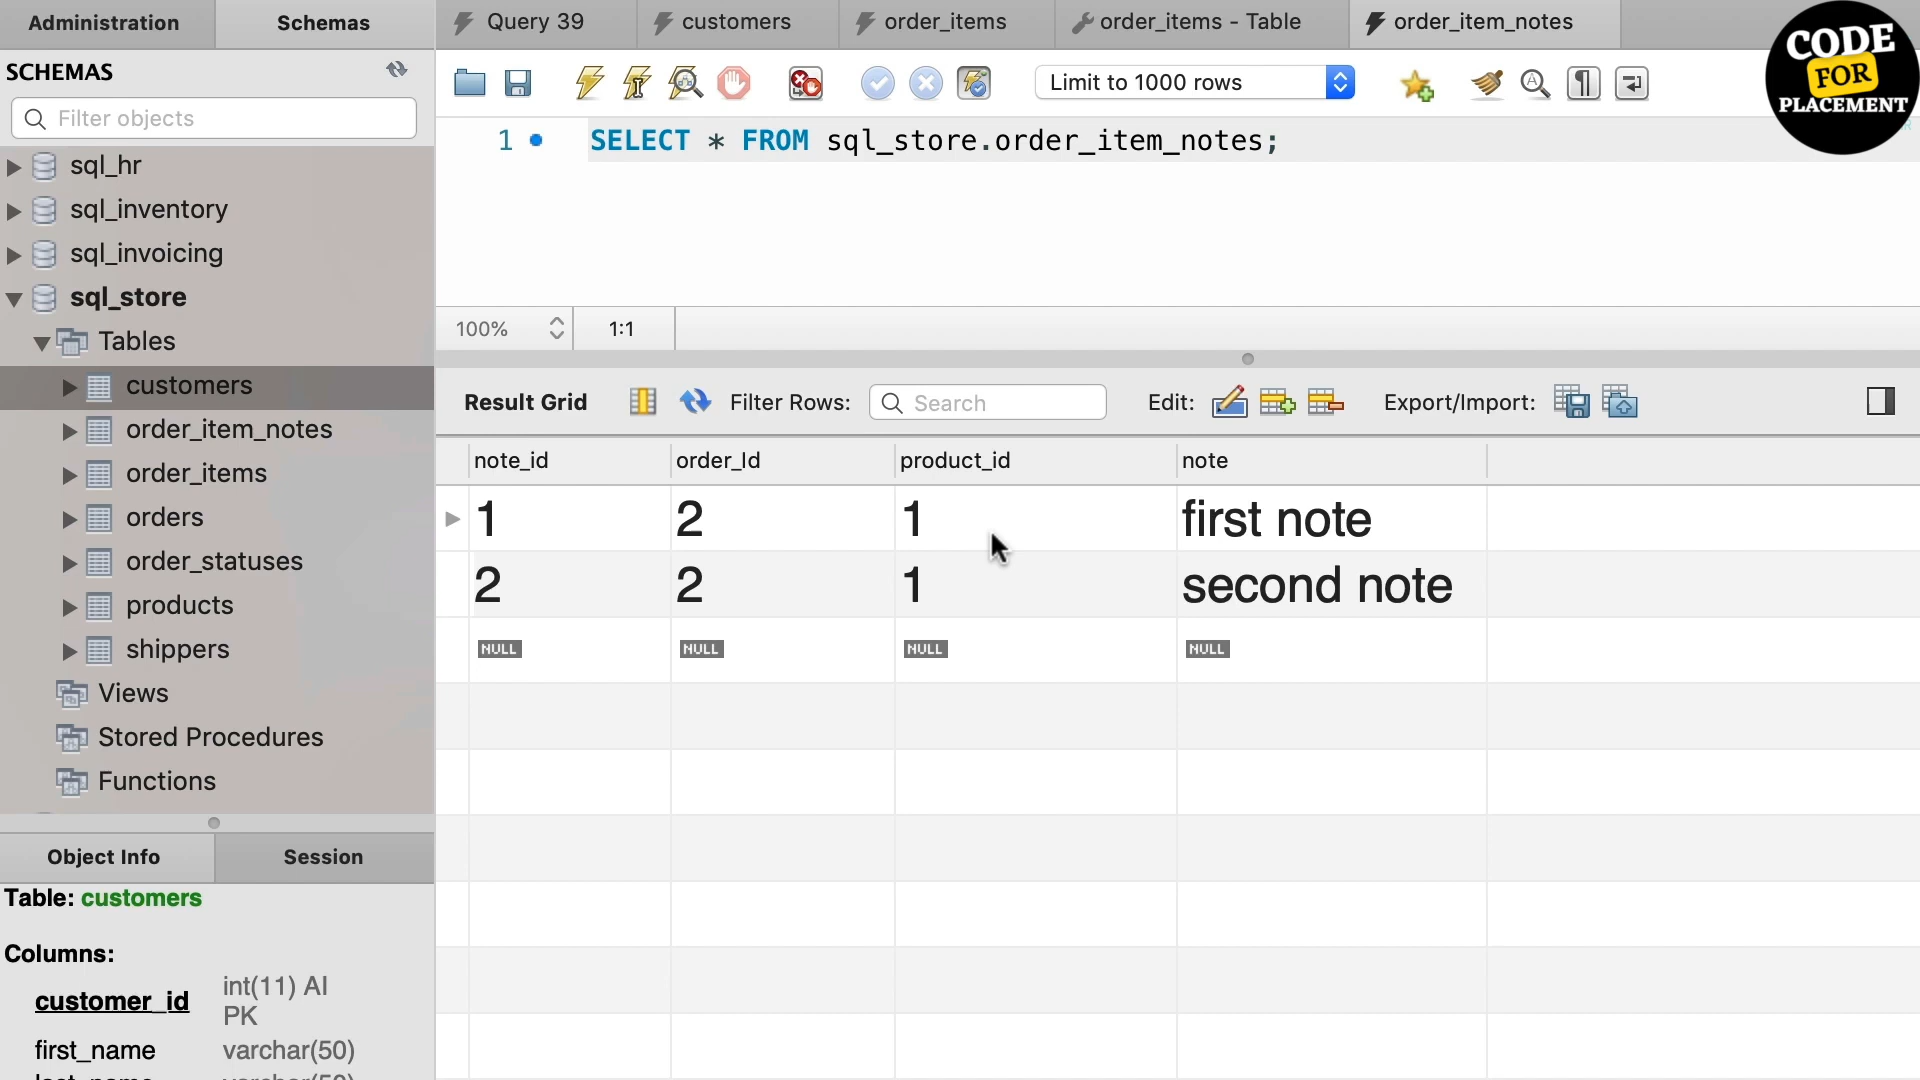 Administration
Schemas
Query 39
customers
order_items
order_items - Table
order_item_notes
CODE
FOR
PLACEMENT
SCHEMAS
Filter objects
Limit to 1000 rows
1
SELECT * FROM sql_store.order_item_notes;
sql_hr
sql_inventory
sql_invoicing
sql_store
Tables
customers
order_item_notes
order_items
orders
order_statuses
products
shippers
Views
Stored Procedures
Functions
100%
1:1
Result Grid
Filter Rows:
Search
Edit:
Export/Import:
note_id order_Id product_id note
1 2 1 first note
2 2 1 second note
NULL NULL NULL NULL
Object Info
Session
Table: customers
Columns:
customer_id int(11) AI
PK
first_name varchar(50)